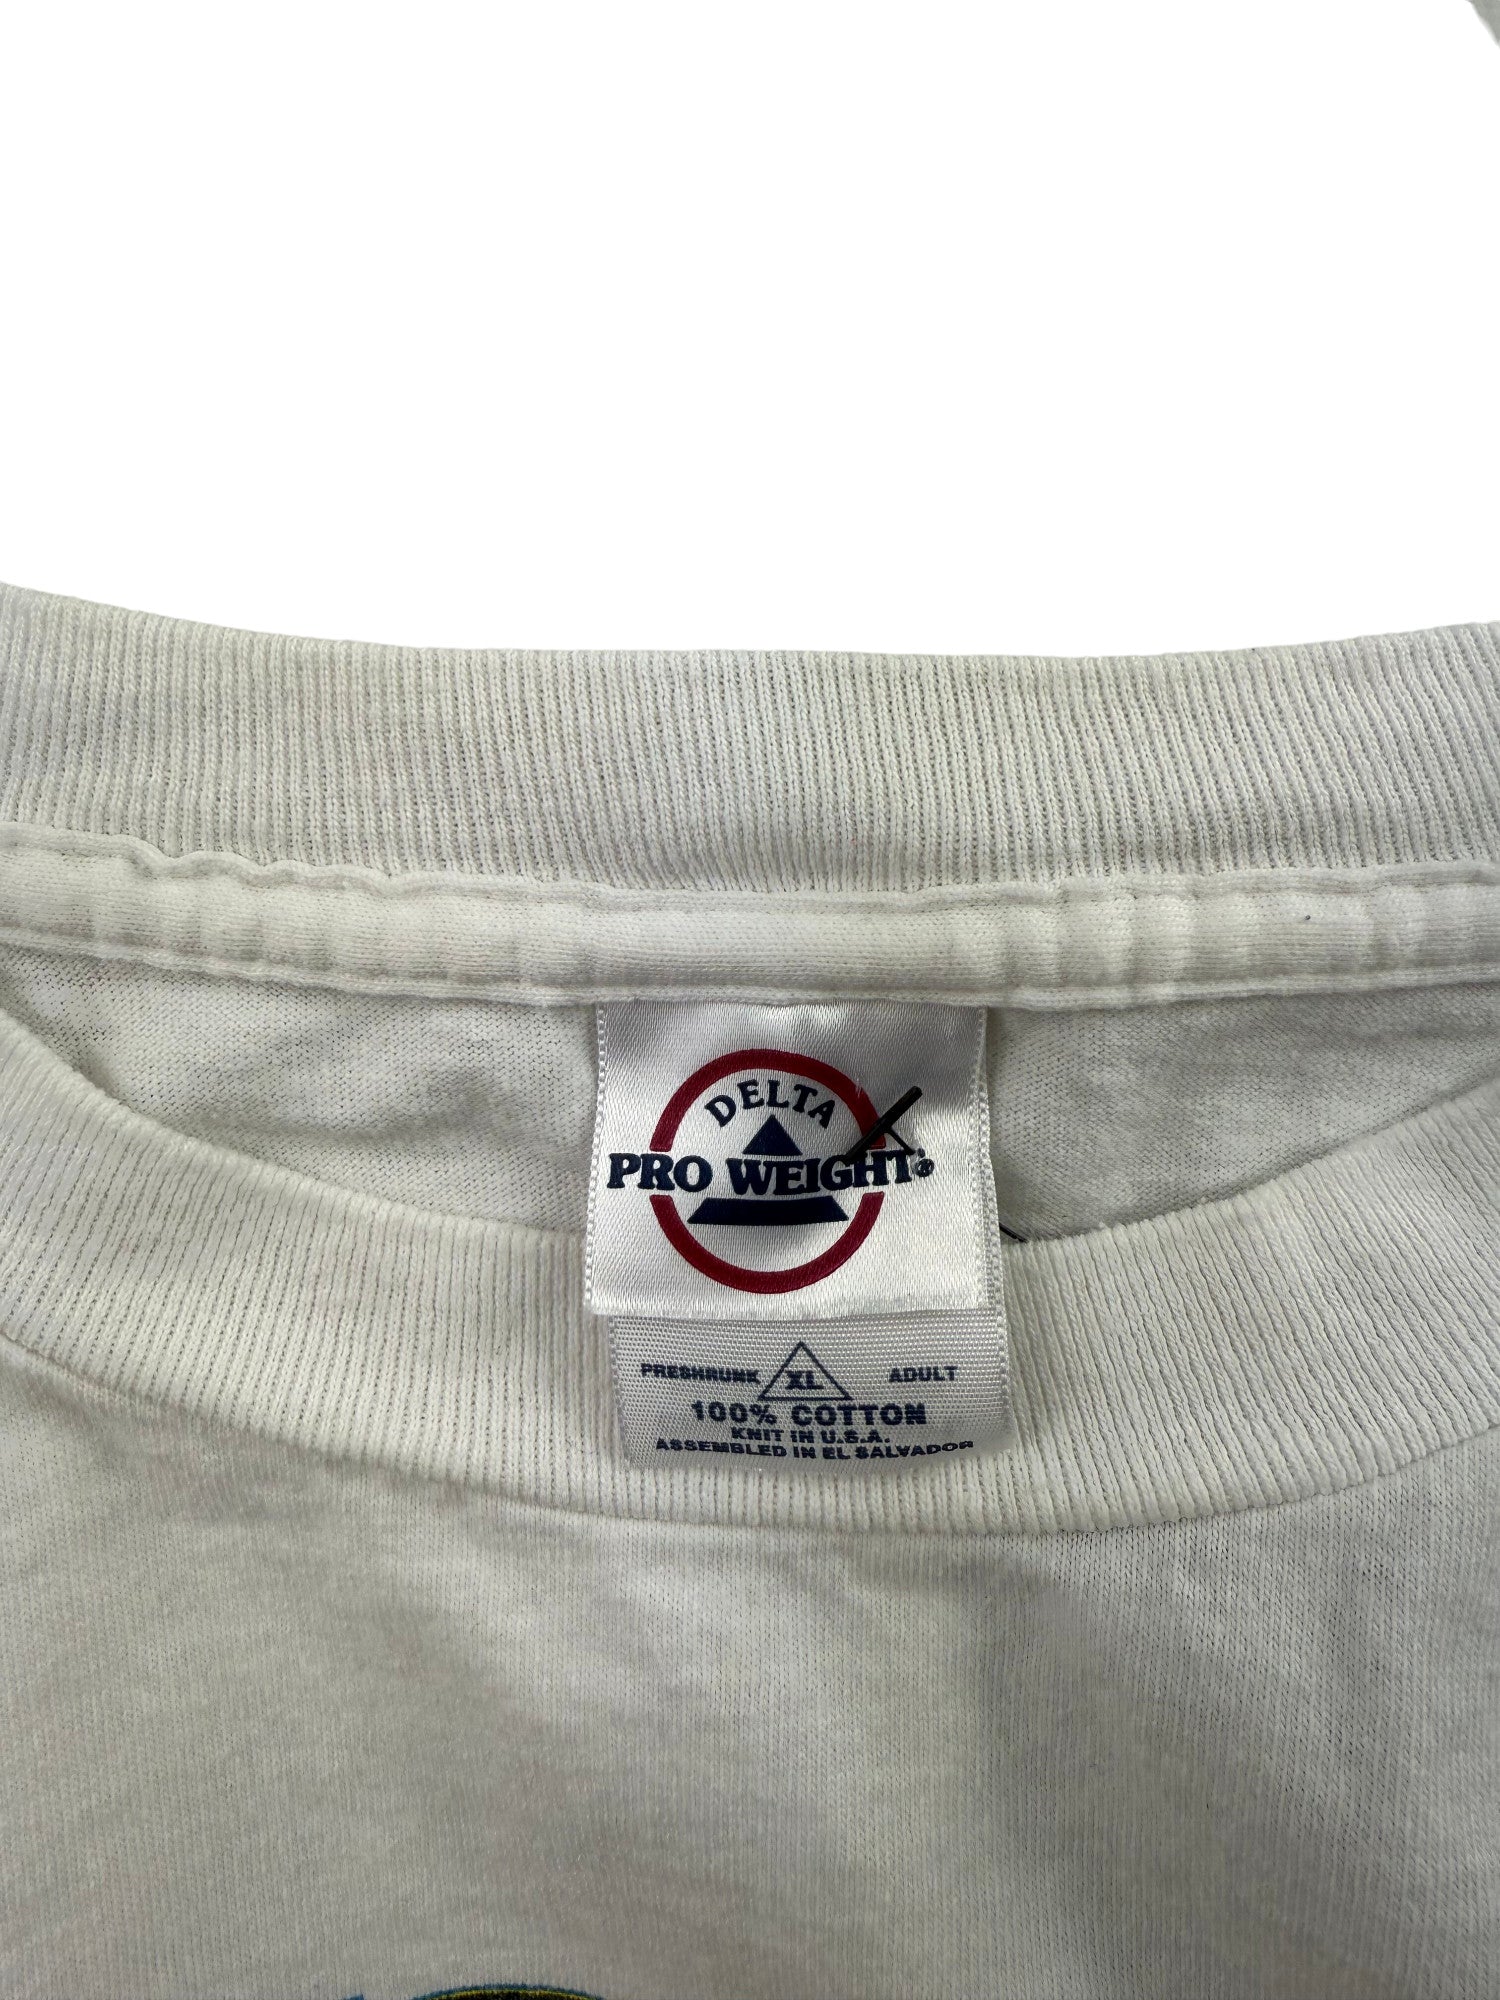 DELTA
PRO WEIGHT®
PRESHRUNK XL ADULT
100% COTTON
KNIT IN U.S.A.
ASSEMBLED IN EL SALVADOR